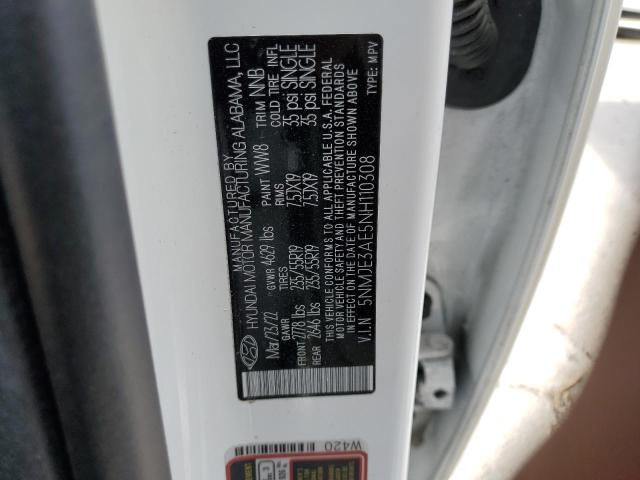 MANUFACTURED BY
HYUNDAI MOTOR MANUFACTURING ALABAMA, LLC
Mar/23/22 GVWR 4629 lbs PAINT WW8 TRIM NNB
GAWR TIRES RIMS COLD TIRE INFL
FRONT 2778 lbs 235/55R19 7.5JX19 35 psi SINGLE
REAR 2646 lbs 235/55R19 7.5JX19 35 psi SINGLE
THIS VEHICLE CONFORMS TO ALL APPLICABLE U.S.A. FEDERAL
MOTOR VEHICLE SAFETY AND THEFT PREVENTION STANDARDS
IN EFFECT ON THE DATE OF MANUFACTURE SHOWN ABOVE
V.I.N 5NMJE3AE5NH110308 TYPE: MPV
W420